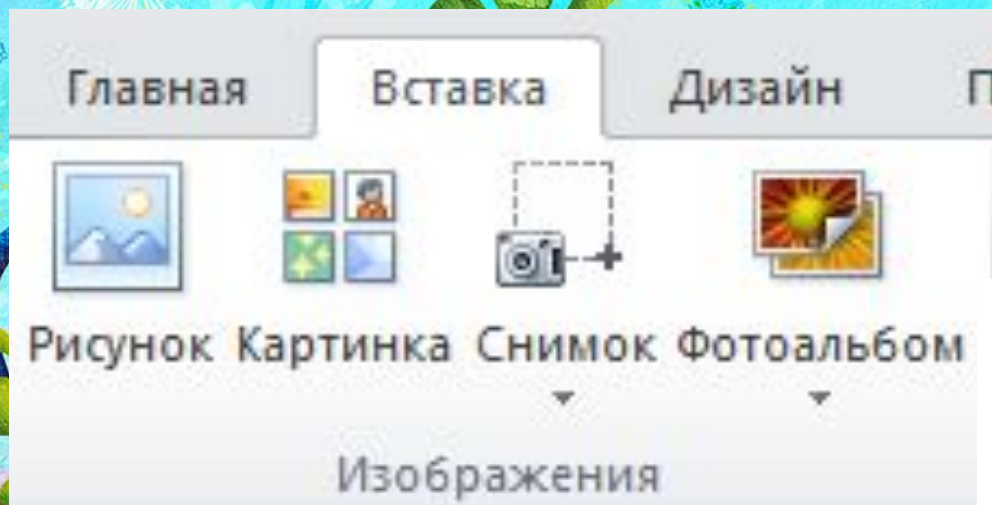 Главная Вставка Дизайн П
Рисунок Картинка Снимок Фотоальбом
Изображения